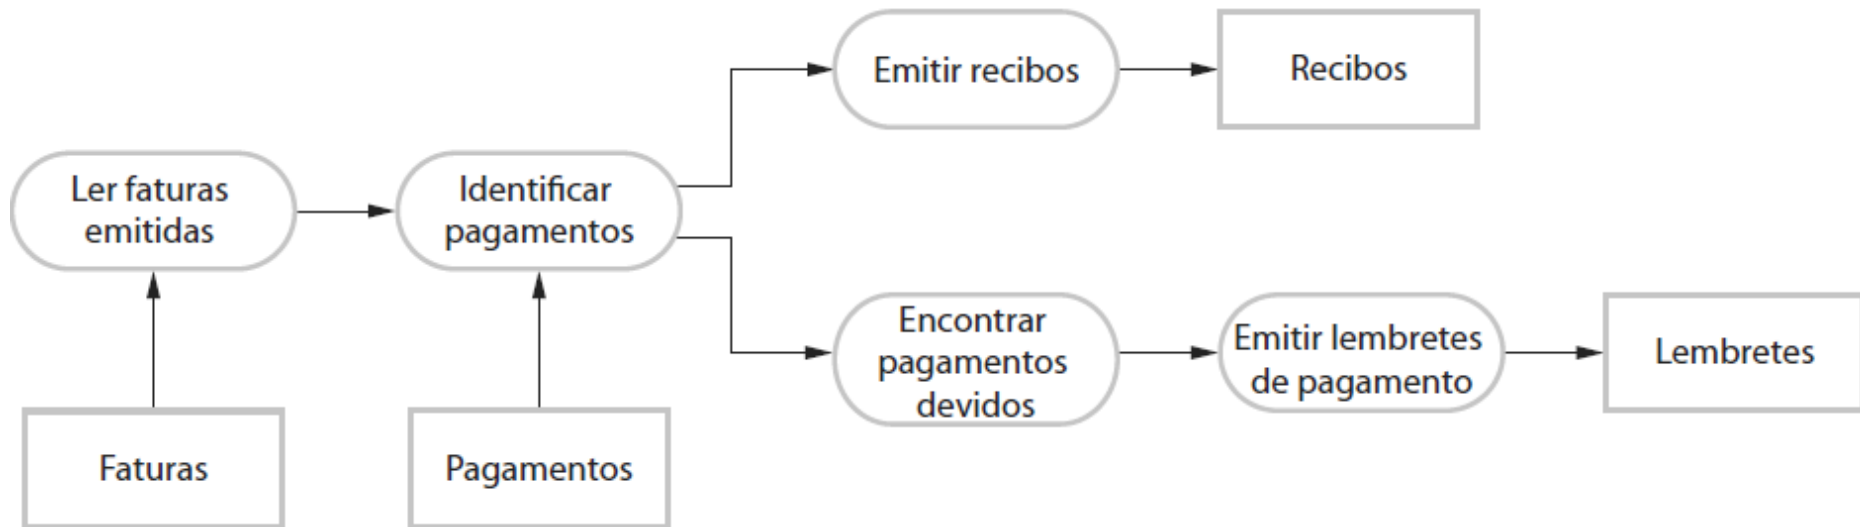 Emitir recibos
Recibos
Ler faturas
emitidas
Identificar
pagamentos
Encontrar
pagamentos
devidos
Emitir lembretes
de pagamento
Lembretes
Faturas
Pagamentos